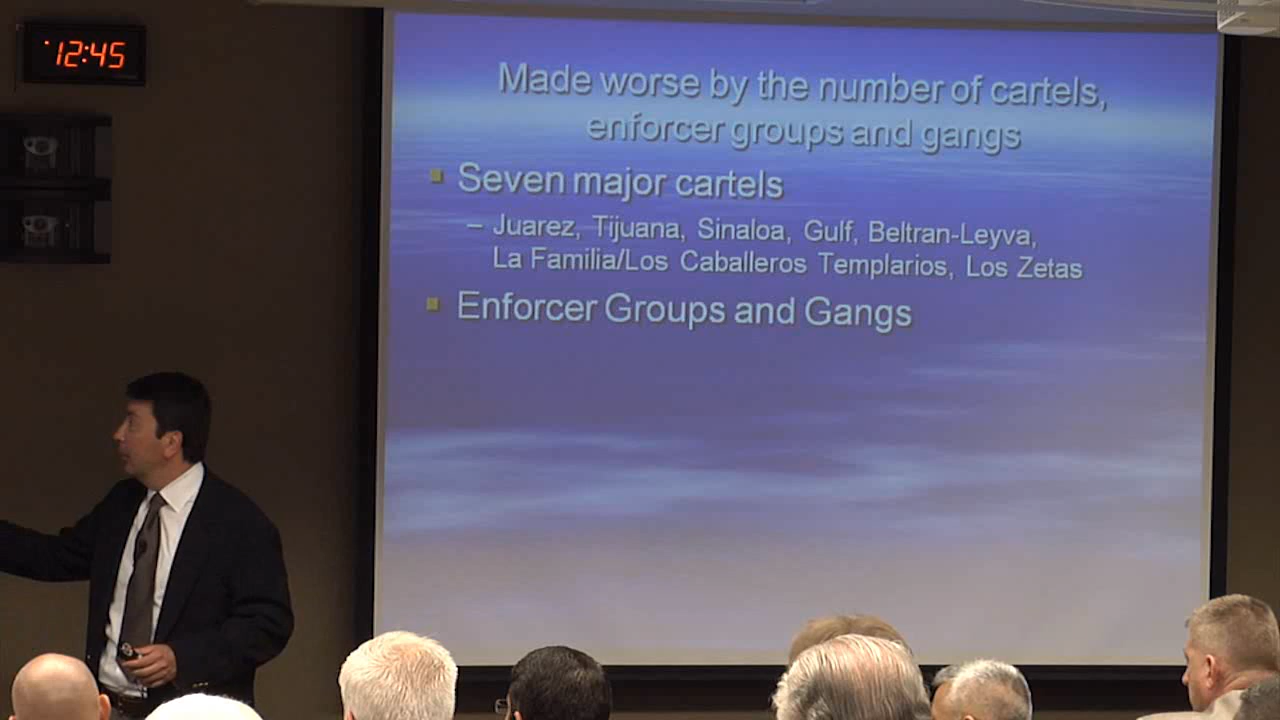 12:45
Made worse by the number of cartels,
enforcer groups and gangs
Seven major cartels
– Juarez, Tijuana, Sinaloa, Gulf, Beltran-Leyva,
La Familia/Los Caballeros Templarios, Los Zetas
Enforcer Groups and Gangs